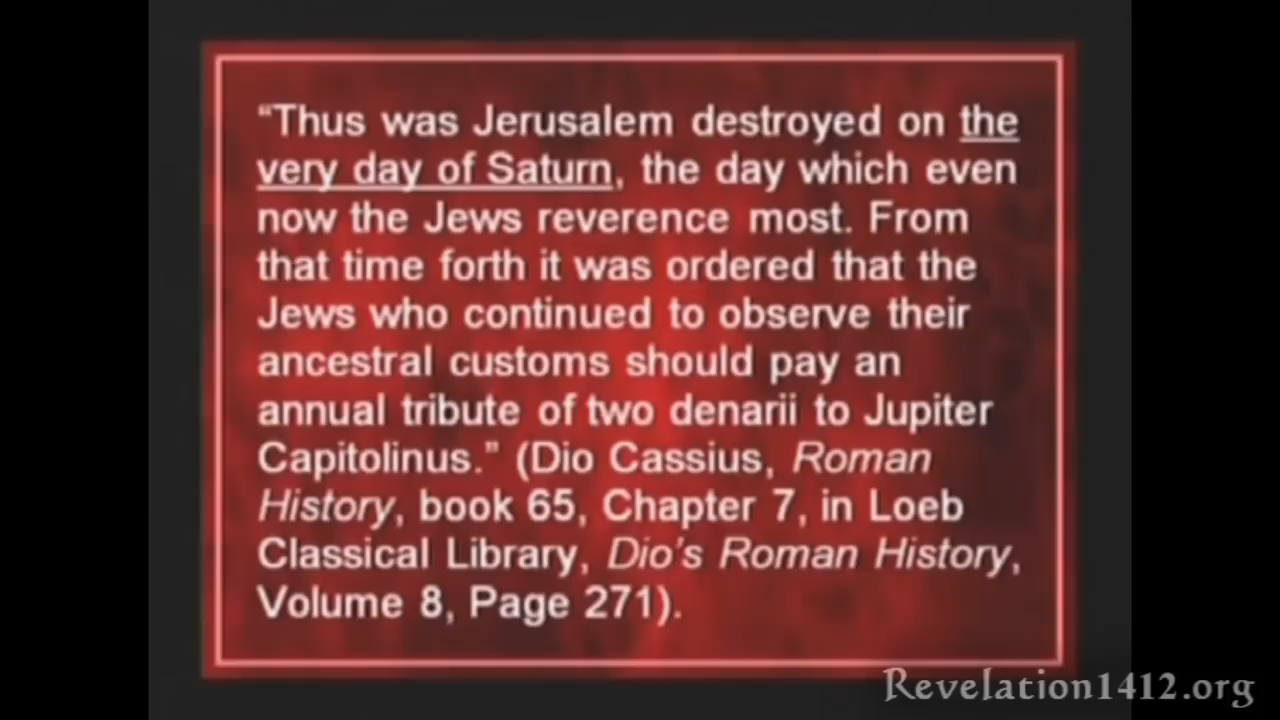 “Thus was Jerusalem destroyed on the
very day of Saturn, the day which even
now the Jews reverence most. From
that time forth it was ordered that the
Jews who continued to observe their
ancestral customs should pay an
annual tribute of two denarii to Jupiter
Capitolinus.” (Dio Cassius, Roman
History, book 65, Chapter 7, in Loeb
Classical Library, Dio’s Roman History,
Volume 8, Page 271).
Revelation1412.org